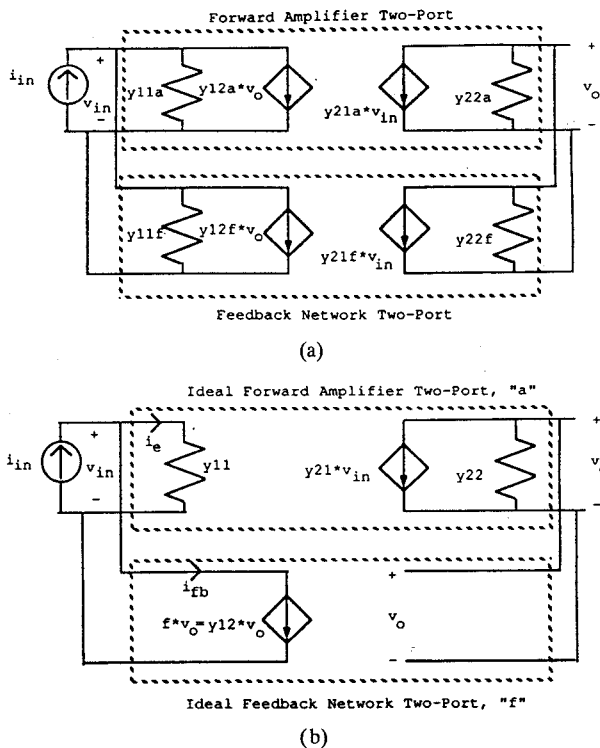 Forward Amplifier Two-Port
i_in
+
v_in
−
y11a
y12a*v_o
y21a*v_in
y22a
+
v_o
−
y11f
y12f*v_o
y21f*v_in
y22f
Feedback Network Two-Port
(a)
Ideal Forward Amplifier Two-Port, "a"
i_in
+
v_in
−
i_e
y11
y21*v_in
y22
+
−
i_fb
f*v_o=y12*v_o
+
v_o
−
Ideal Feedback Network Two-Port, "f"
(b)